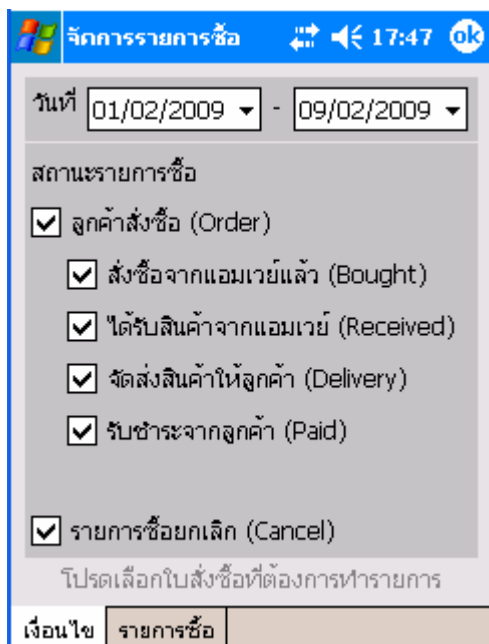 จัดการรายการซื้อ 17:47 ok
วันที่ 01/02/2009 - 09/02/2009
สถานะรายการซื้อ
ลูกค้าสั่งซื้อ (Order)
สั่งซื้อจากแอมเวย์แล้ว (Bought)
ได้รับสินค้าจากแอมเวย์ (Received)
จัดส่งสินค้าให้ลูกค้า (Delivery)
รับชำระจากลูกค้า (Paid)
รายการซื้อยกเลิก (Cancel)
โปรดเลือกใบสั่งซื้อที่ต้องการทำรายการ
เงื่อนไข รายการซื้อ